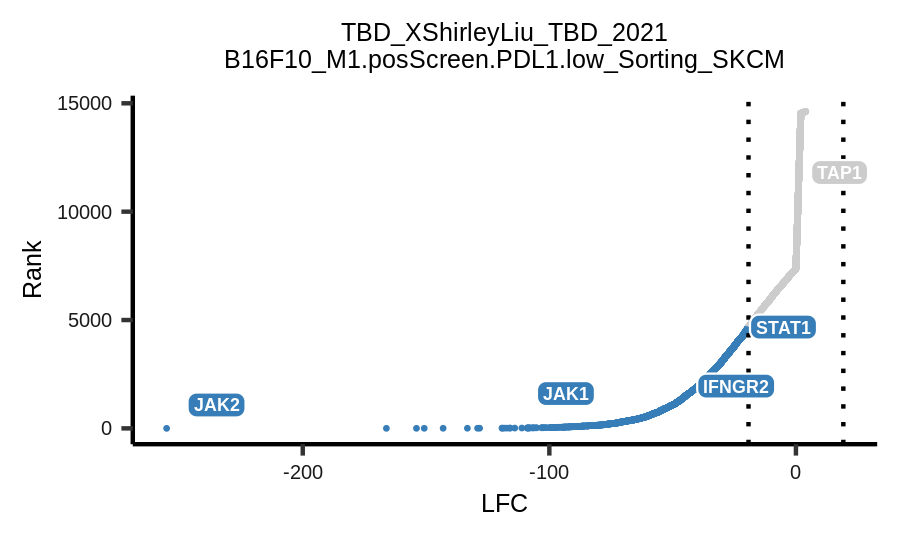 TBD_XShirleyLiu_TBD_2021
B16F10_M1.posScreen.PDL1.low_Sorting_SKCM
15000
10000
5000
0
Rank
TAP1
STAT1
IFNGR2
JAK1
JAK2
-200
-100
0
LFC